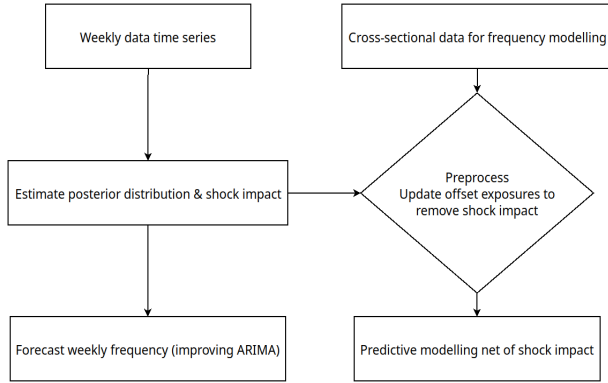 Weekly data time series
Cross-sectional data for frequency modelling
Estimate posterior distribution & shock impact
Preprocess
Update offset exposures to
remove shock impact
Forecast weekly frequency (improving ARIMA)
Predictive modelling net of shock impact